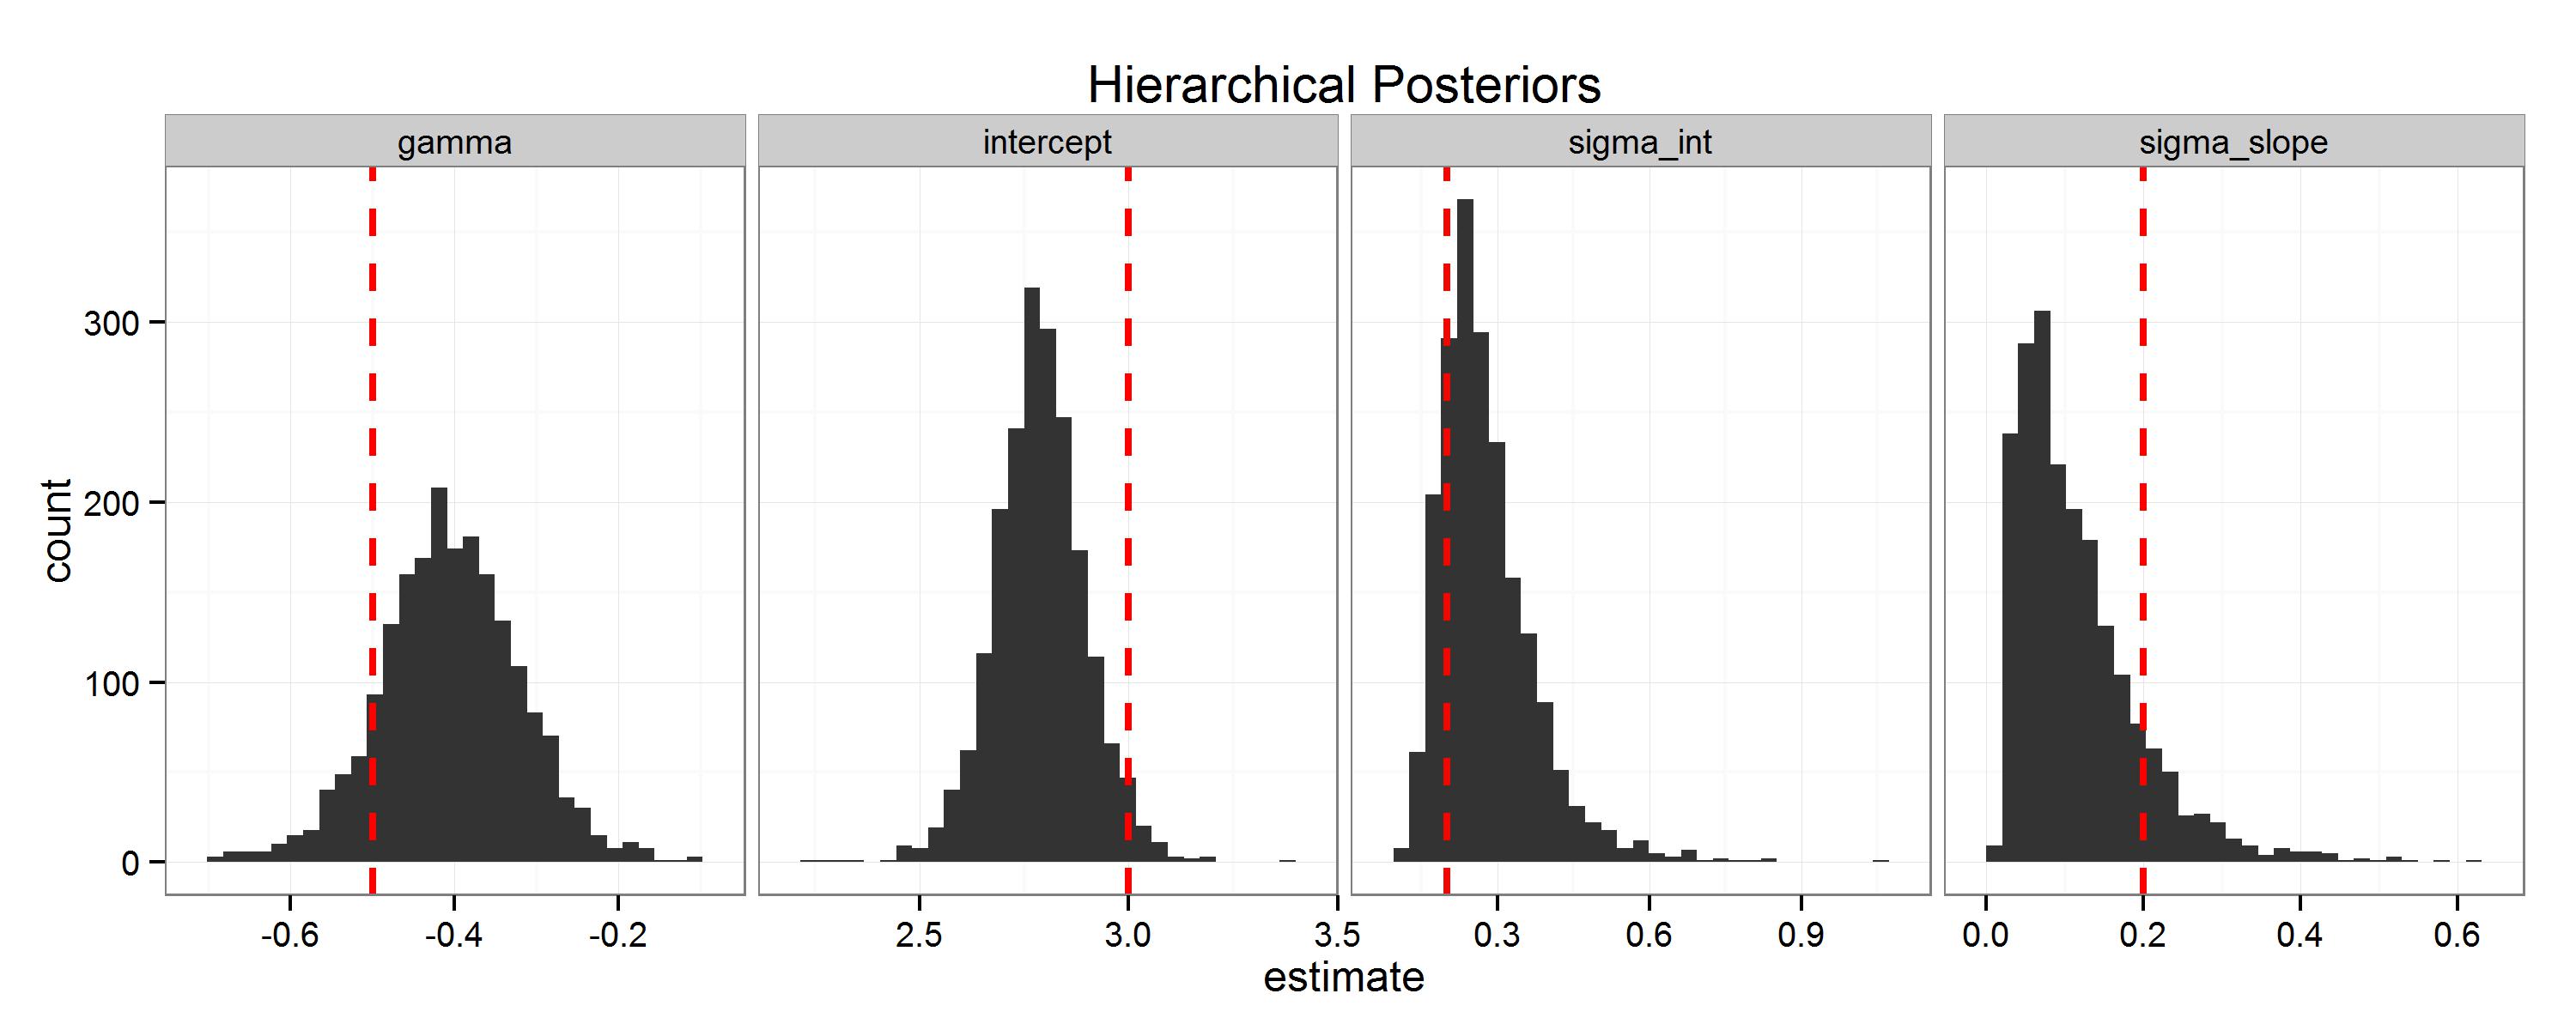 Hierarchical Posteriors
gamma intercept sigma_int sigma_slope
300
200
100
0
count
-0.6 -0.4 -0.2 2.5 3.0 3.5 0.3 0.6 0.9 0.0 0.2 0.4 0.6
estimate